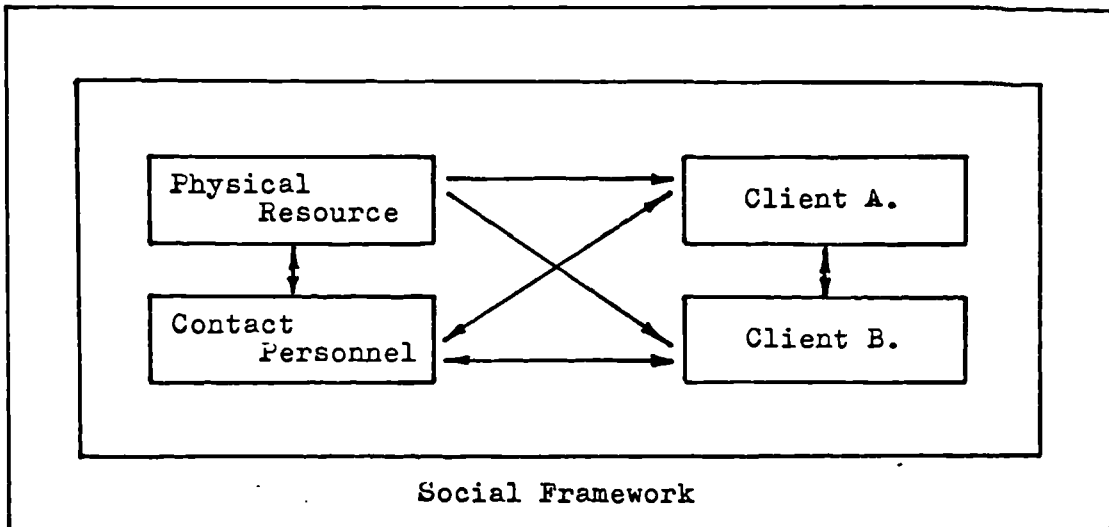 Physical
Resource
Client A.
Contact
Personnel
Client B.
Social Framework